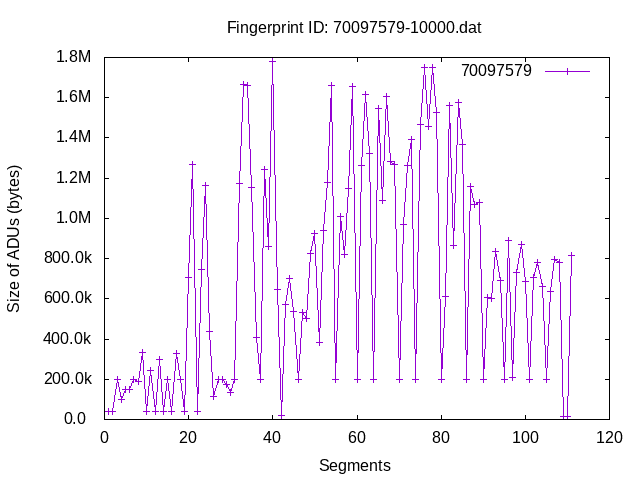 Fingerprint ID: 70097579-10000.dat
1.8M
70097579
1.6M
1.4M
1.2M
1.0M
800.0k
600.0k
400.0k
200.0k
0.0
Size of ADUs (bytes)
0 20 40 60 80 100 120
Segments